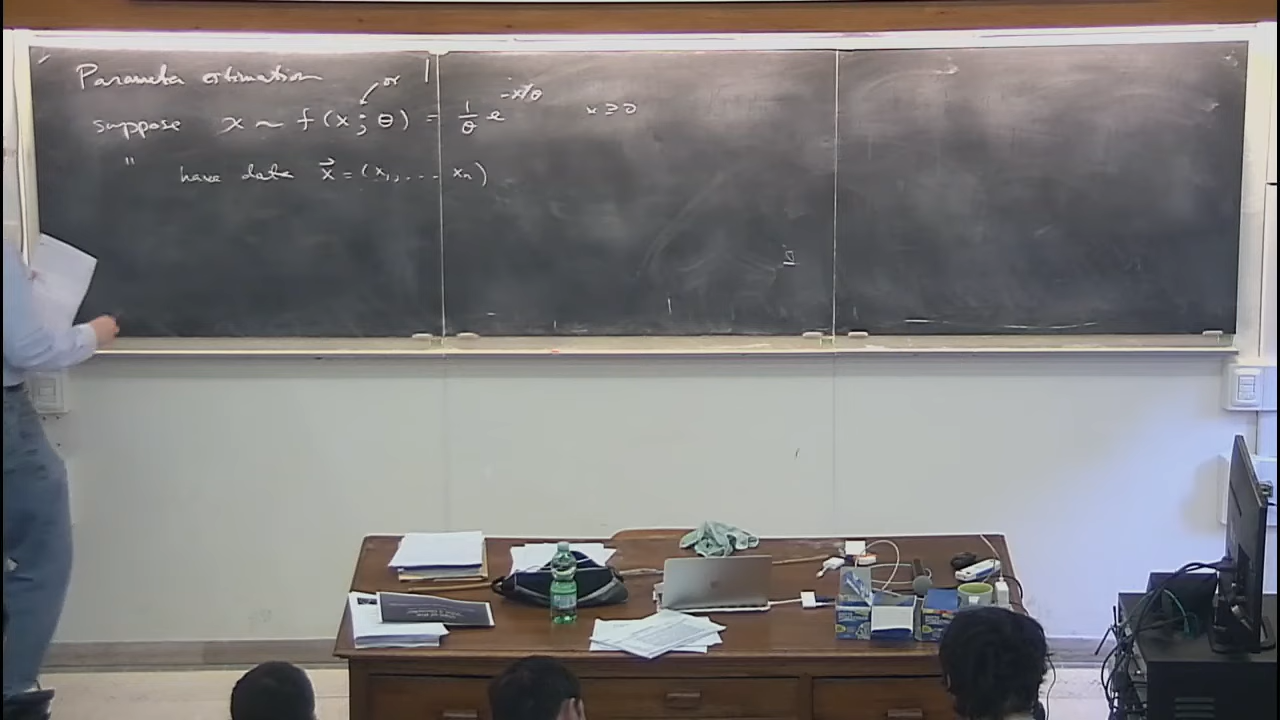 Parameter estimation
or |
suppose x ~ f(x; θ) = 1/θ e^(-x/θ) x ≥ 0
" have data x⃗ = (x₁, ... xₙ)